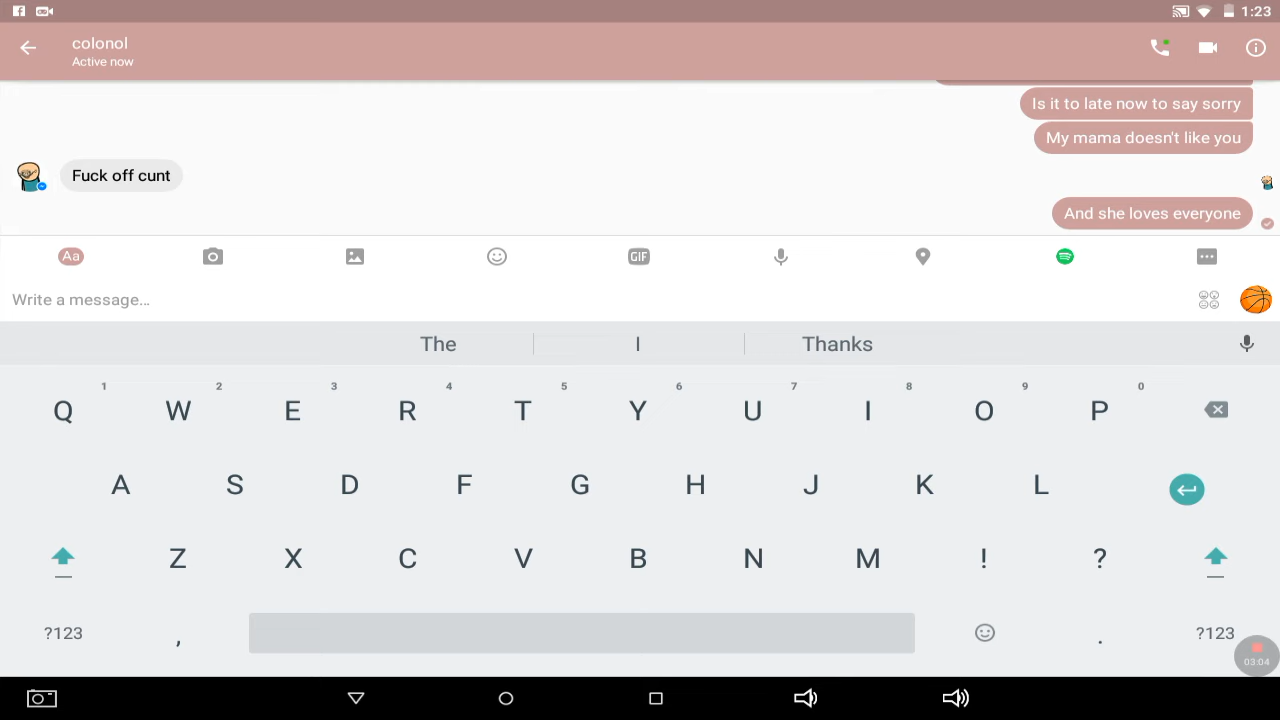 1:23
colonol
Active now
Is it to late now to say sorry
My mama doesn't like you
Fuck off cunt
And she loves everyone
Aa
GIF
Write a message...
The I Thanks
1 2 3 4 5 6 7 8 9 0
Q W E R T Y U I O P
A S D F G H J K L
Z X C V B N M ! ?
?123 , . ?123
03:04